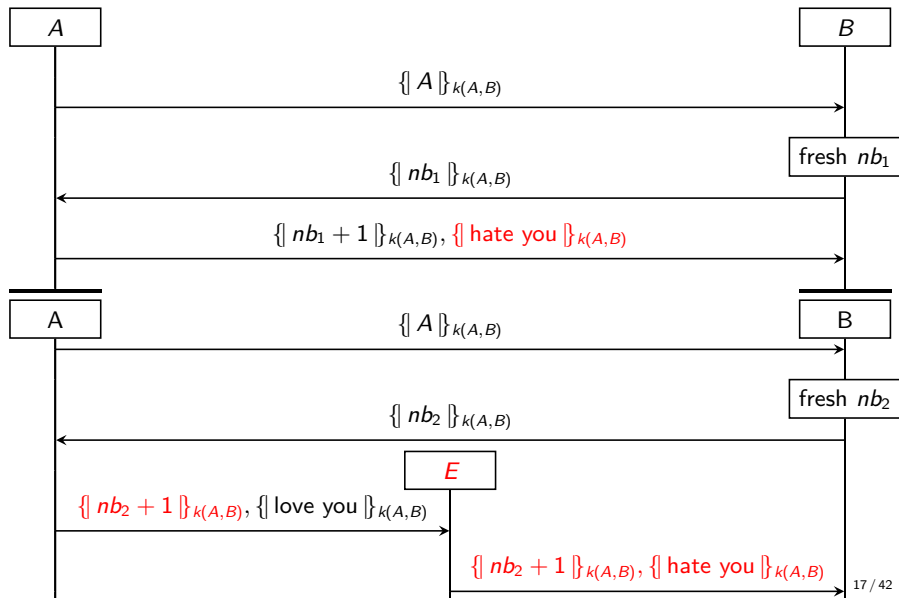 A B
{| A |}k(A,B)
fresh nb1
{| nb1 |}k(A,B)
{| nb1 + 1 |}k(A,B), {| hate you |}k(A,B)
A B
{| A |}k(A,B)
fresh nb2
{| nb2 |}k(A,B)
E
{| nb2 + 1 |}k(A,B), {| love you |}k(A,B)
{| nb2 + 1 |}k(A,B), {| hate you |}k(A,B)
17 / 42